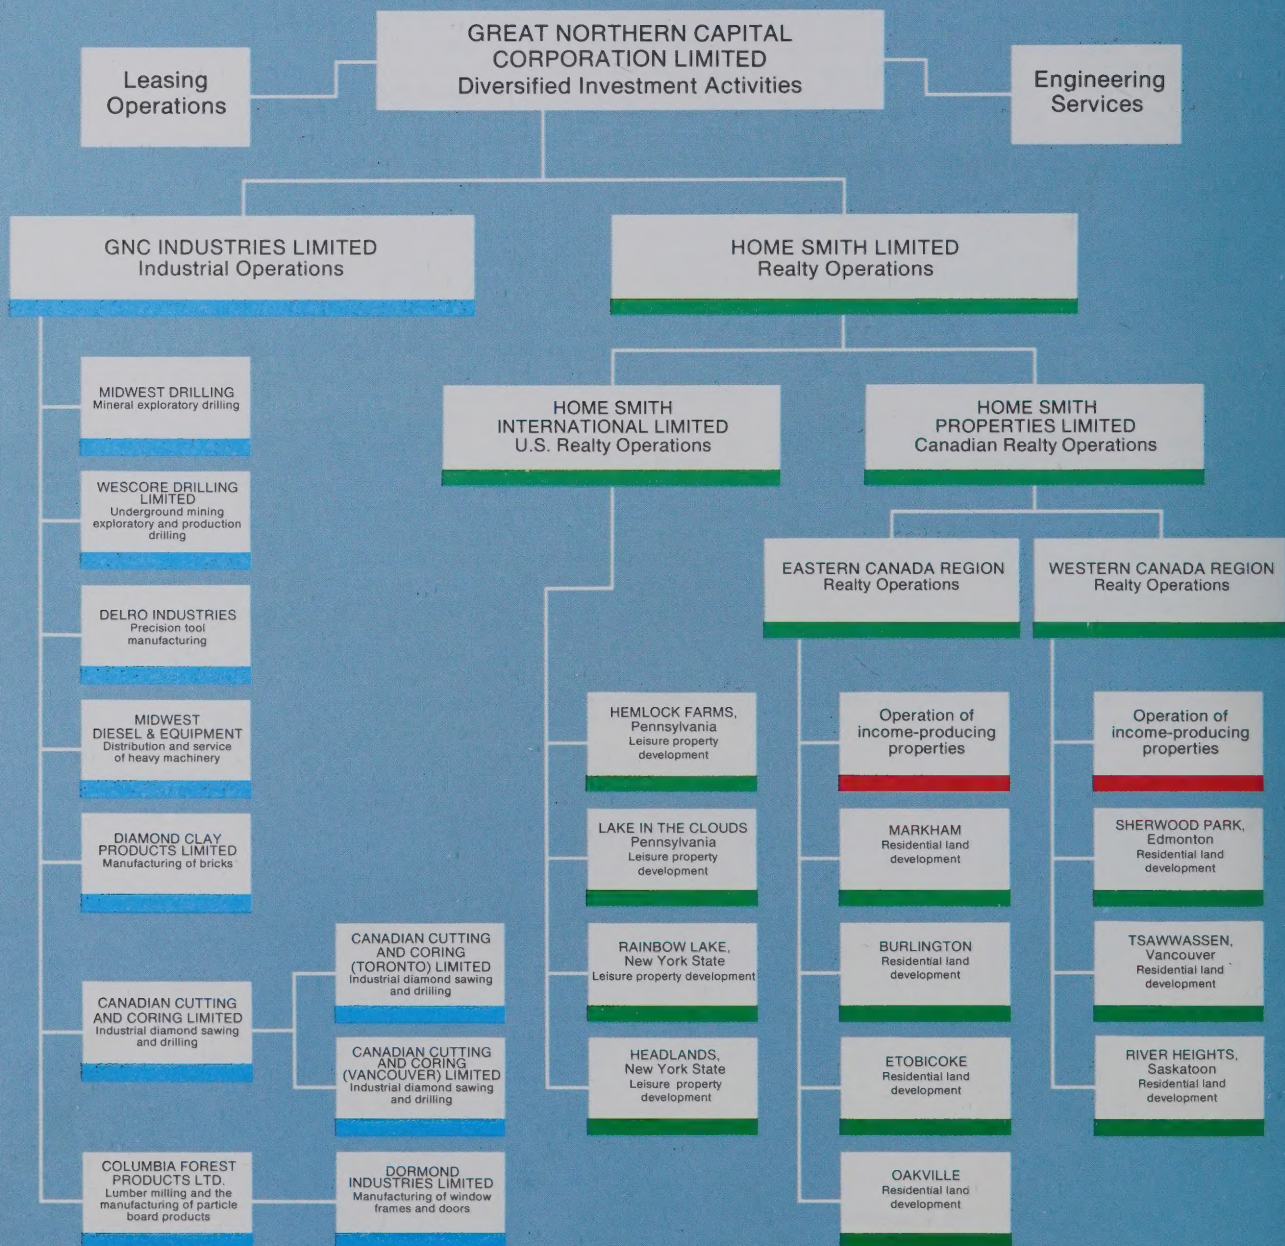 GREAT NORTHERN CAPITAL
CORPORATION LIMITED
Diversified Investment Activities
Leasing
Operations
Engineering
Services
GNC INDUSTRIES LIMITED
Industrial Operations
HOME SMITH LIMITED
Realty Operations
MIDWEST DRILLING
Mineral exploratory drilling
WESCORE DRILLING
LIMITED
Underground mining
exploratory and production
drilling
DELRO INDUSTRIES
Precision tool
manufacturing
MIDWEST
DIESEL & EQUIPMENT
Distribution and service
of heavy machinery
DIAMOND CLAY
PRODUCTS LIMITED
Manufacturing of bricks
CANADIAN CUTTING
AND CORING LIMITED
Industrial diamond sawing
and drilling
CANADIAN CUTTING
AND CORING
(TORONTO) LIMITED
Industrial diamond sawing
and drilling
CANADIAN CUTTING
AND CORING
(VANCOUVER) LIMITED
Industrial diamond sawing
and drilling
COLUMBIA FOREST
PRODUCTS LTD.
Lumber milling and the
manufacturing of particle
board products
DORMOND
INDUSTRIES LIMITED
Manufacturing of window
frames and doors
HOME SMITH
INTERNATIONAL LIMITED
U.S. Realty Operations
HOME SMITH
PROPERTIES LIMITED
Canadian Realty Operations
HEMLOCK FARMS,
Pennsylvania
Leisure property
development
LAKE IN THE CLOUDS
Pennsylvania
Leisure property
development
RAINBOW LAKE,
New York State
Leisure property development
HEADLANDS,
New York State
Leisure property
development
EASTERN CANADA REGION
Realty Operations
Operation of
income-producing
properties
MARKHAM
Residential land
development
BURLINGTON
Residential land
development
ETOBICOKE
Residential land
development
OAKVILLE
Residential land
development
WESTERN CANADA REGION
Realty Operations
Operation of
income-producing
properties
SHERWOOD PARK,
Edmonton
Residential land
development
TSAWWASSEN,
Vancouver
Residential land
development
RIVER HEIGHTS,
Saskatoon
Residential land
development